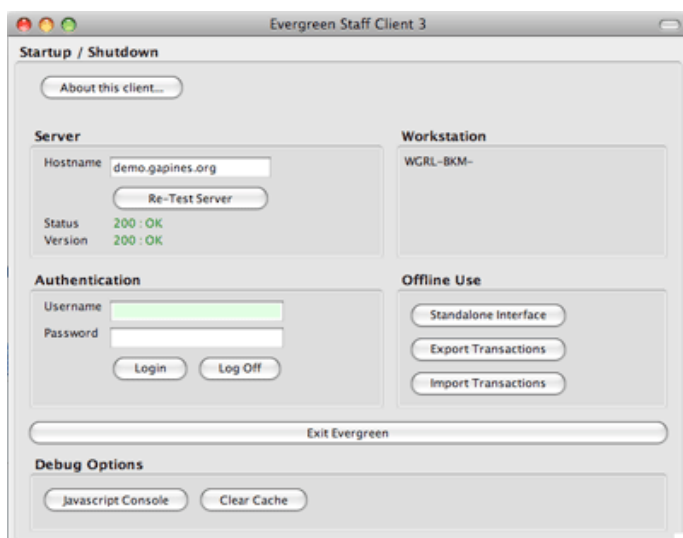 Evergreen Staff Client 3
Startup / Shutdown
About this client...
Server
Hostname demo.gapines.org
Re-Test Server
Status 200 : OK
Version 200 : OK
Workstation
WGRL-BKM-
Authentication
Username
Password
Login Log Off
Offline Use
Standalone Interface
Export Transactions
Import Transactions
Exit Evergreen
Debug Options
Javascript Console Clear Cache